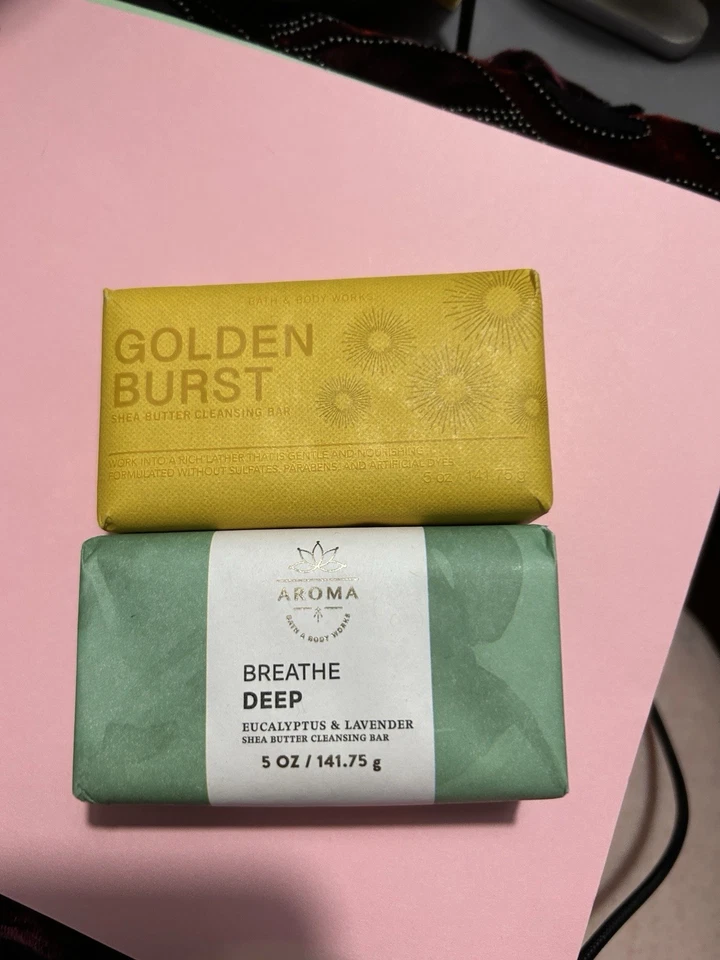 BATH & BODY WORKS
GOLDEN
BURST
SHEA BUTTER CLEANSING BAR
WORK INTO A RICH LATHER THAT IS GENTLE AND NOURISHING
FORMULATED WITHOUT SULFATES, PARABENS, AND ARTIFICIAL DYES
5 OZ / 141.75 g
AROMA
BATH & BODY WORKS
BREATHE
DEEP
EUCALYPTUS & LAVENDER
SHEA BUTTER CLEANSING BAR
5 OZ / 141.75 g